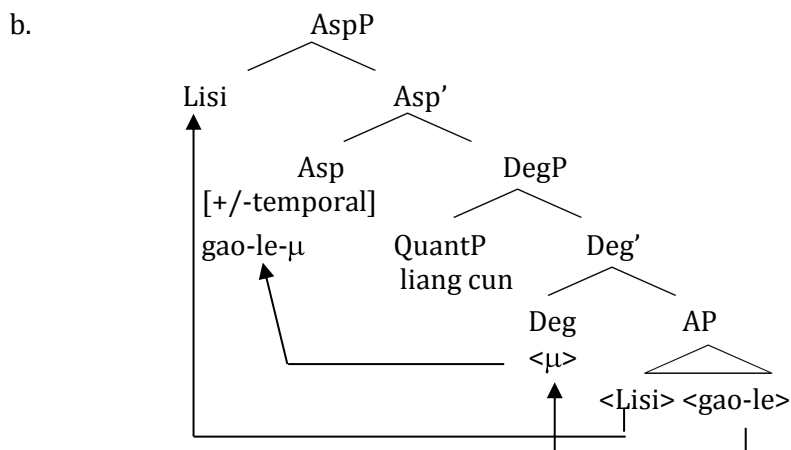 b.
AspP
Lisi Asp’
Asp DegP
[+/-temporal]
gao-le-μ QuantP Deg’
liang cun
Deg AP
<μ>
<Lisi> <gao-le>